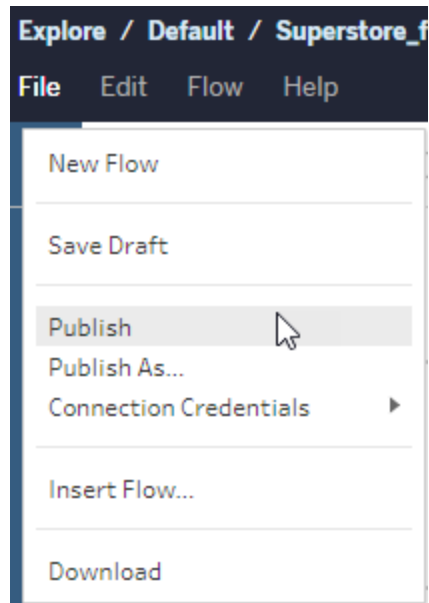 Explore / Default / Superstore_f
File Edit Flow Help
New Flow
Save Draft
Publish
Publish As...
Connection Credentials
Insert Flow...
Download